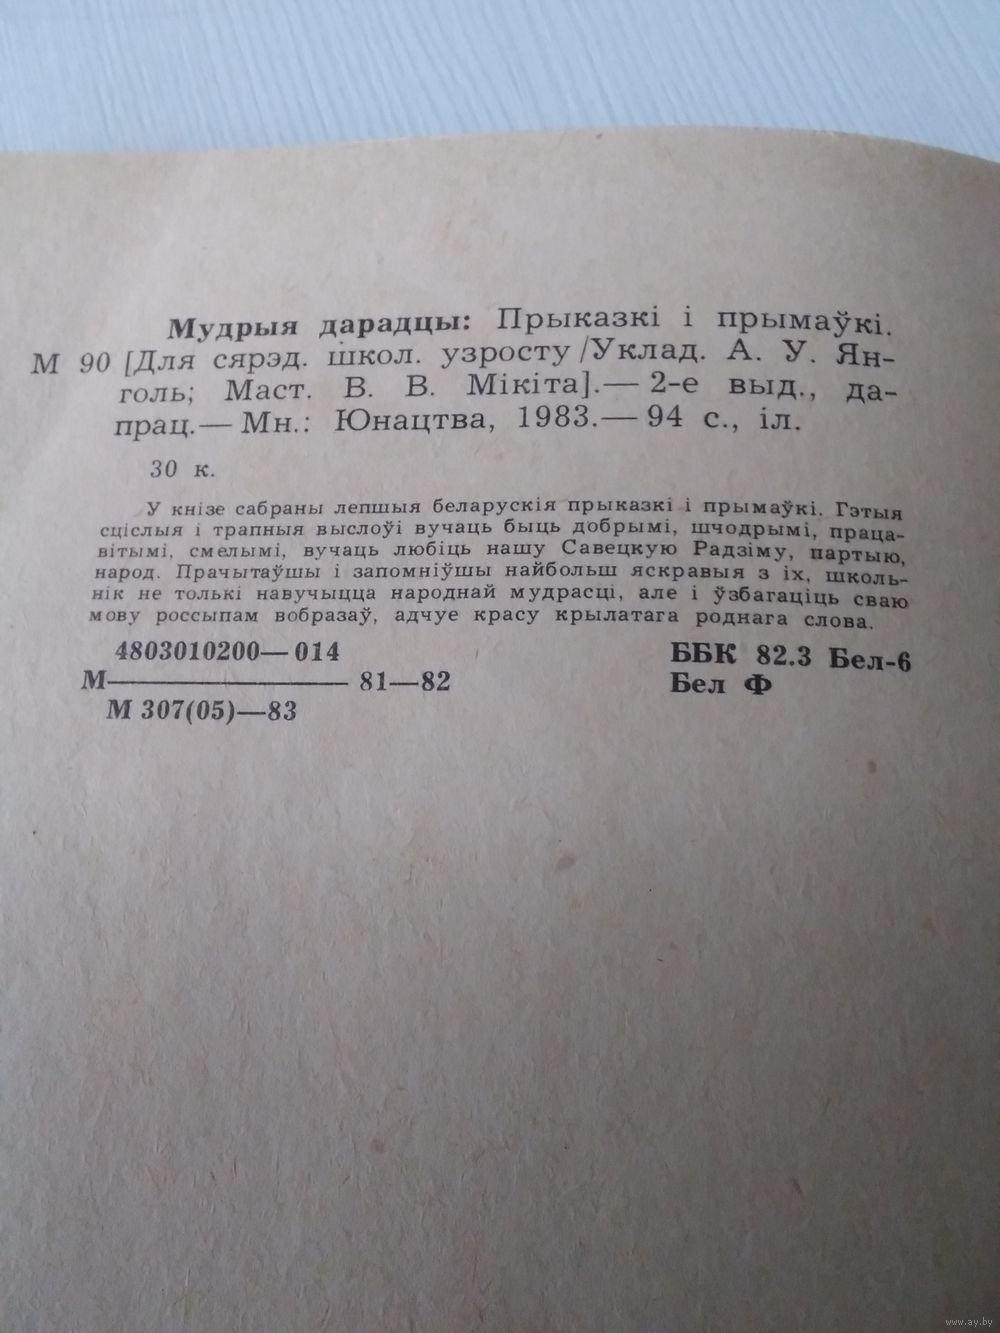 Мудрыя дарадцы: Прыказкі і прымаўкі.
М 90 [Для сярэд. школ. узросту /Уклад. А. У. Ян-
голь; Маст. В. В. Мікіта].— 2-е выд., да-
прац.— Мн.: Юнацтва, 1983.— 94 с., іл.
30 к.
У кнізе сабраны лепшыя беларускія прыказкі і прымаўкі. Гэтыя
сціслыя і трапныя выслоўі вучаць быць добрымі, шчодрымі, праца-
вітымі, смелымі, вучаць любіць нашу Савецкую Радзіму, партыю,
народ. Прачытаўшы і запомніўшы найбольш яскравыя з іх, школь-
нік не толькі навучыцца народнай мудрасці, але і ўзбагаціць сваю
мову россыпам вобразаў, адчуе красу крылатага роднага слова.
4803010200—014
М— 81—82
М 307(05)—83
ББК 82.3 Бел-6
Бел Ф
www.ay.by